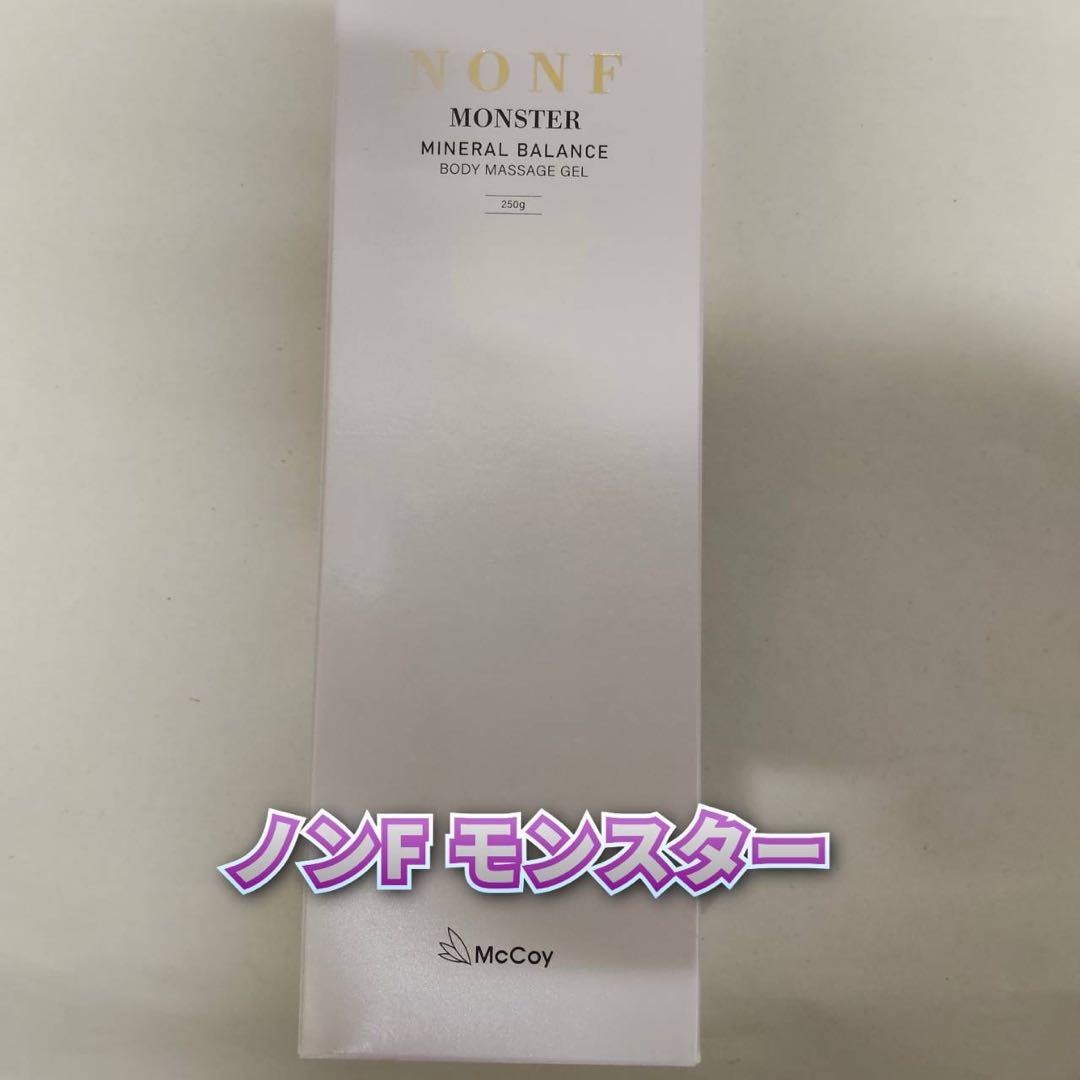 NONF
MONSTER
MINERAL BALANCE
BODY MASSAGE GEL
250g
ノンF モンスター
McCoy